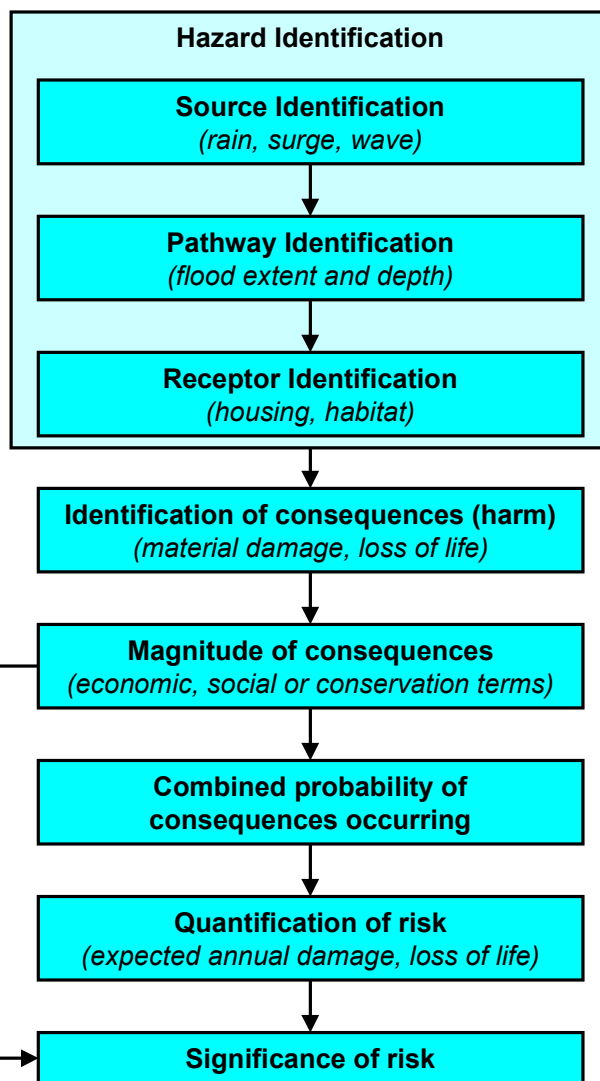 Hazard Identification
Source Identification
(rain, surge, wave)
Pathway Identification
(flood extent and depth)
Receptor Identification
(housing, habitat)
Identification of consequences (harm)
(material damage, loss of life)
Magnitude of consequences
(economic, social or conservation terms)
Combined probability of
consequences occurring
Quantification of risk
(expected annual damage, loss of life)
Significance of risk